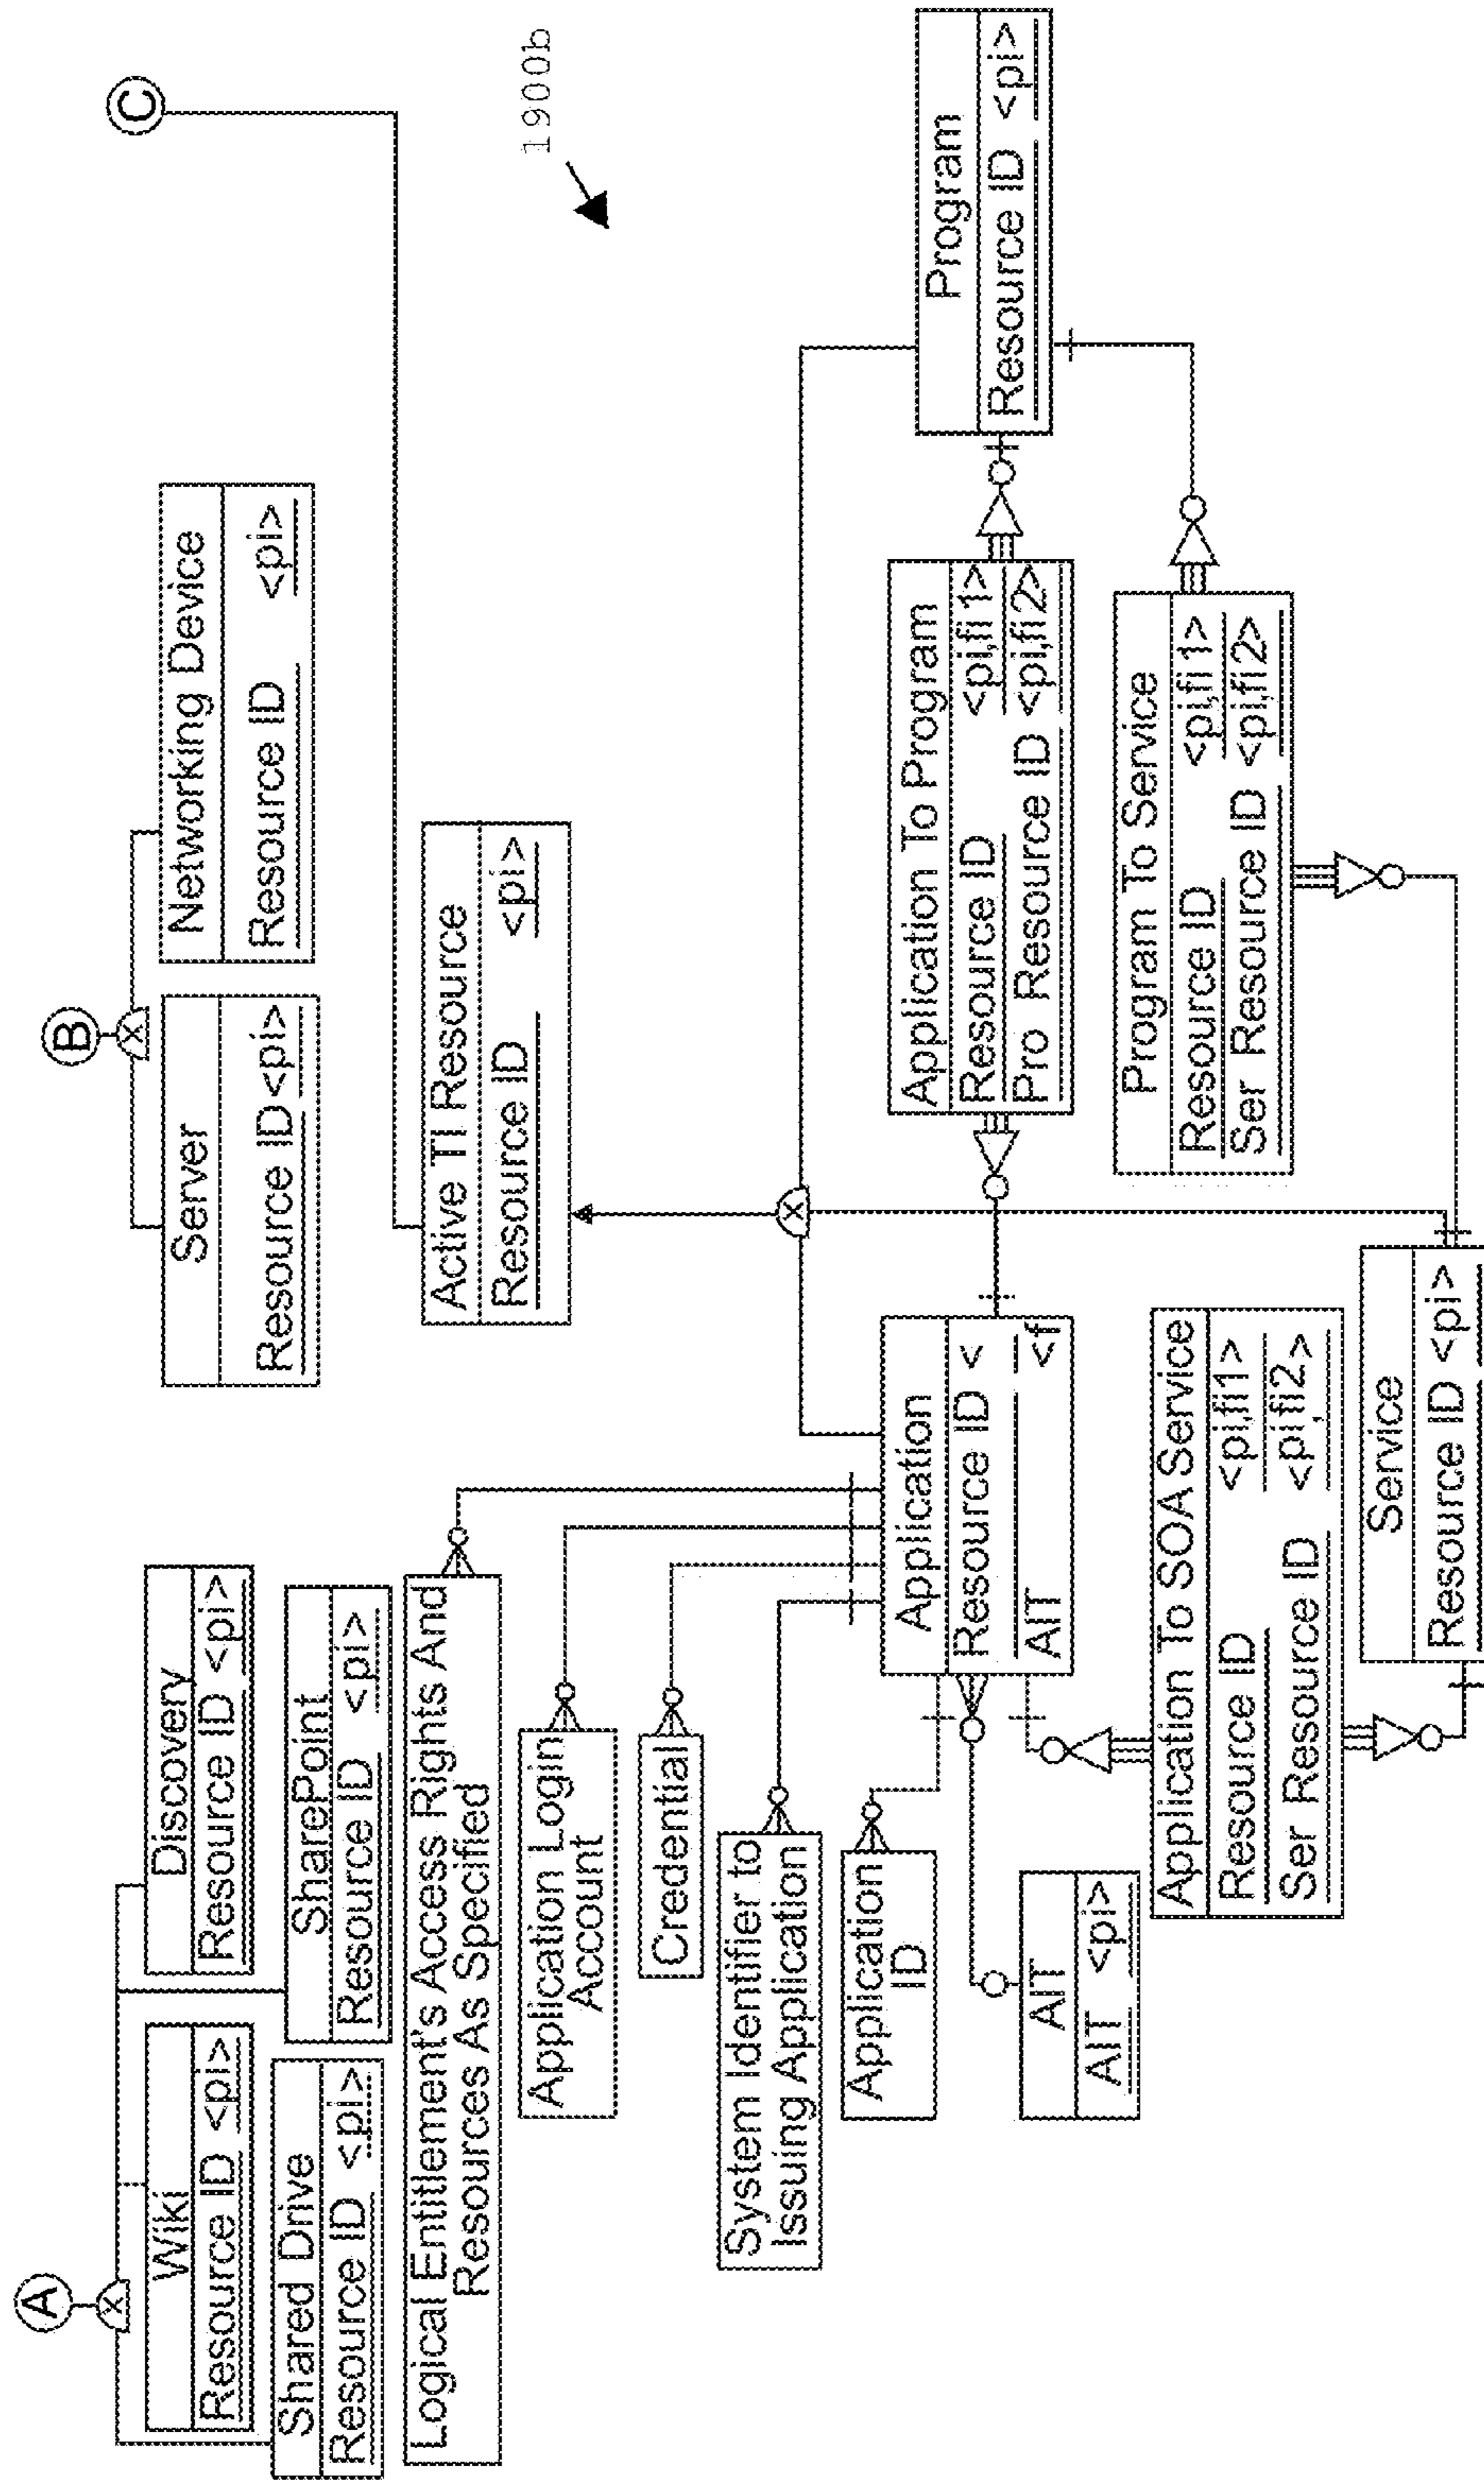 A
B
C
Wiki
Resource ID <pi>
Discovery
Resource ID <pi>
Shared Drive
Resource ID <pi>
SharePoint
Resource ID <pi>
Server
Resource ID <pi>
Networking Device
Resource ID <pi>
X
X
Logical Entitlement's Access Rights And
Resources As Specified
Active TI Resource
Resource ID <pi>
1900b
Application Login
Account
Credential
System Identifier to
Issuing Application
Application
ID
X
Application
Resource ID <
AIT <f
Application To Program
Resource ID <pi,fi1>
Pro Resource ID <pi,fi2>
Program
Resource ID <pi>
AIT
AIT <pi>
Application To SOA Service
Resource ID <pi,fi1>
Ser Resource ID <pi,fi2>
Program To Service
Resource ID <pi,fi1>
Ser Resource ID <pi,fi2>
Service
Resource ID <pi>